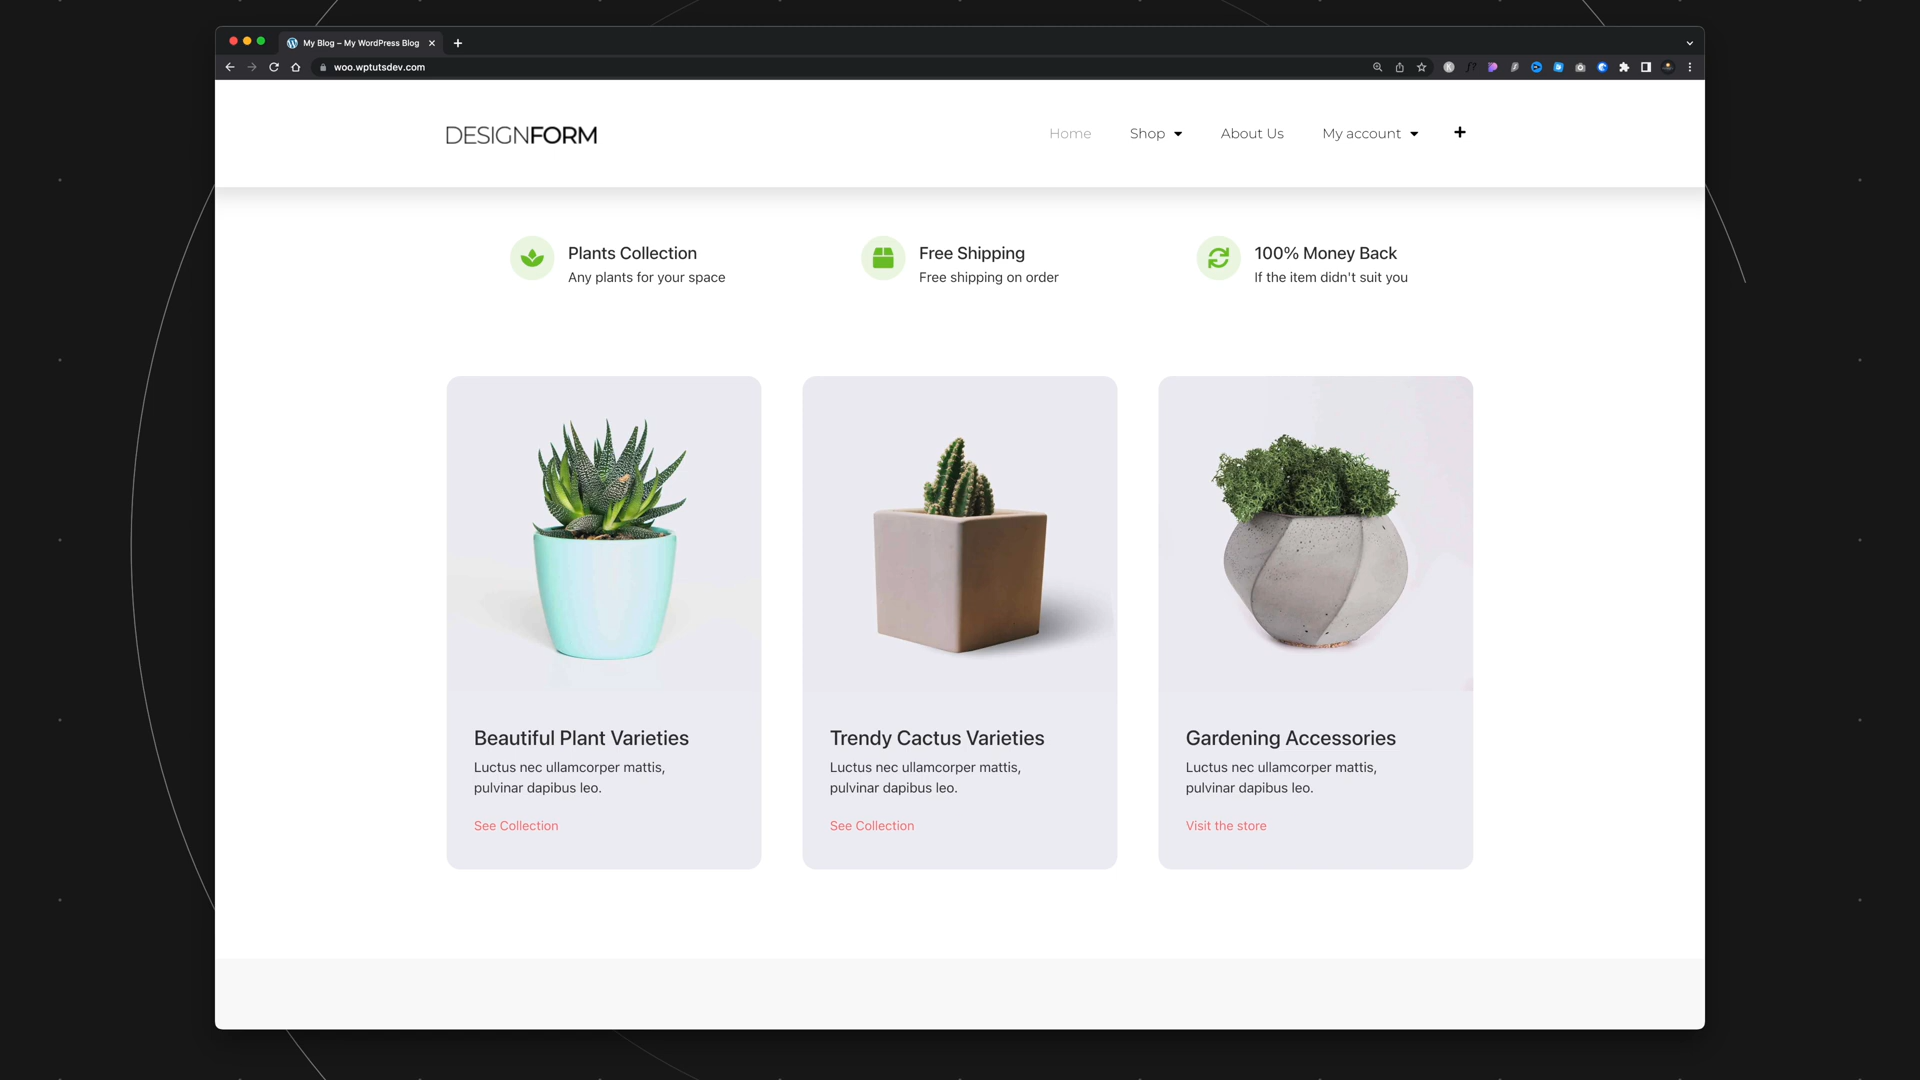 My Blog – My WordPress Blog
woo.wptutsdev.com
DESIGNFORM
Home
Shop
About Us
My account
Plants Collection
Any plants for your space
Free Shipping
Free shipping on order
100% Money Back
If the item didn't suit you
Beautiful Plant Varieties
Luctus nec ullamcorper mattis,
pulvinar dapibus leo.
See Collection
Trendy Cactus Varieties
Luctus nec ullamcorper mattis,
pulvinar dapibus leo.
See Collection
Gardening Accessories
Luctus nec ullamcorper mattis,
pulvinar dapibus leo.
Visit the store